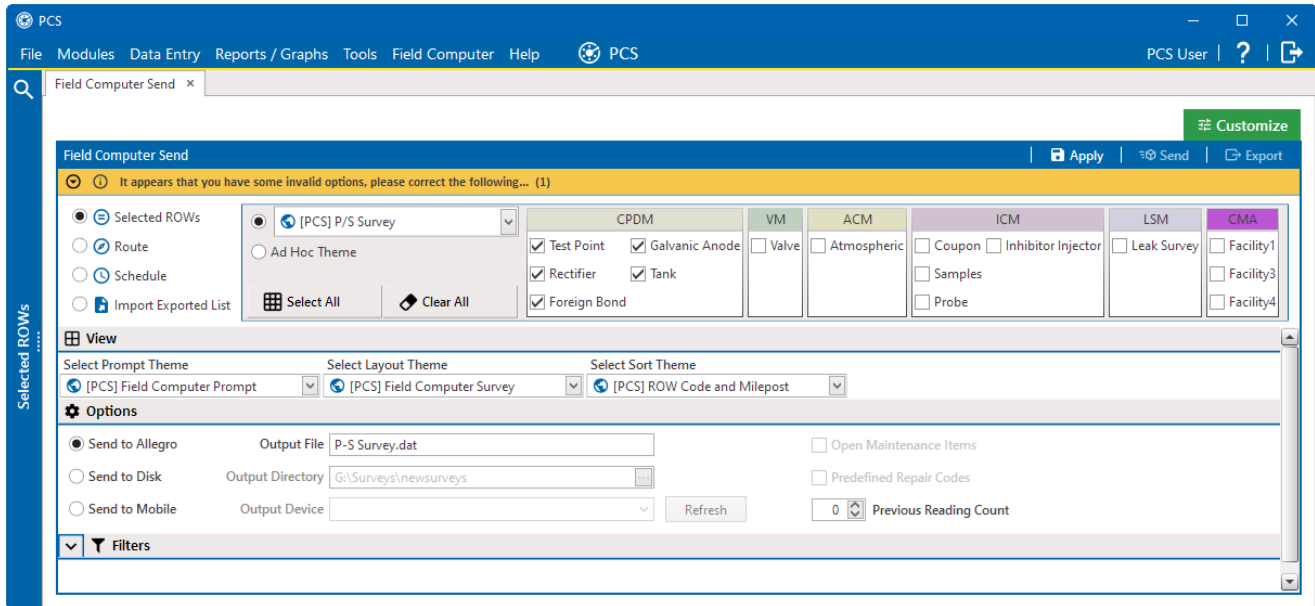 PCS
File Modules Data Entry Reports / Graphs Tools Field Computer Help PCS PCS User | ? |
Field Computer Send ×
Customize
Field Computer Send | Apply | Send | Export
It appears that you have some invalid options, please correct the following... (1)
Selected ROWs
Route
Schedule
Import Exported List
[PCS] P/S Survey
Ad Hoc Theme
Select All Clear All
CPDM VM ACM ICM LSM CMA
Test Point Galvanic Anode Valve Atmospheric Coupon Inhibitor Injector Leak Survey Facility1
Rectifier Tank Samples Facility3
Foreign Bond Probe Facility4
Selected ROWs
View
Select Prompt Theme Select Layout Theme Select Sort Theme
[PCS] Field Computer Prompt [PCS] Field Computer Survey [PCS] ROW Code and Milepost
Options
Send to Allegro Output File P-S Survey.dat Open Maintenance Items
Send to Disk Output Directory G:\Surveys\newsurveys ... Predefined Repair Codes
Send to Mobile Output Device Refresh 0 Previous Reading Count
Filters